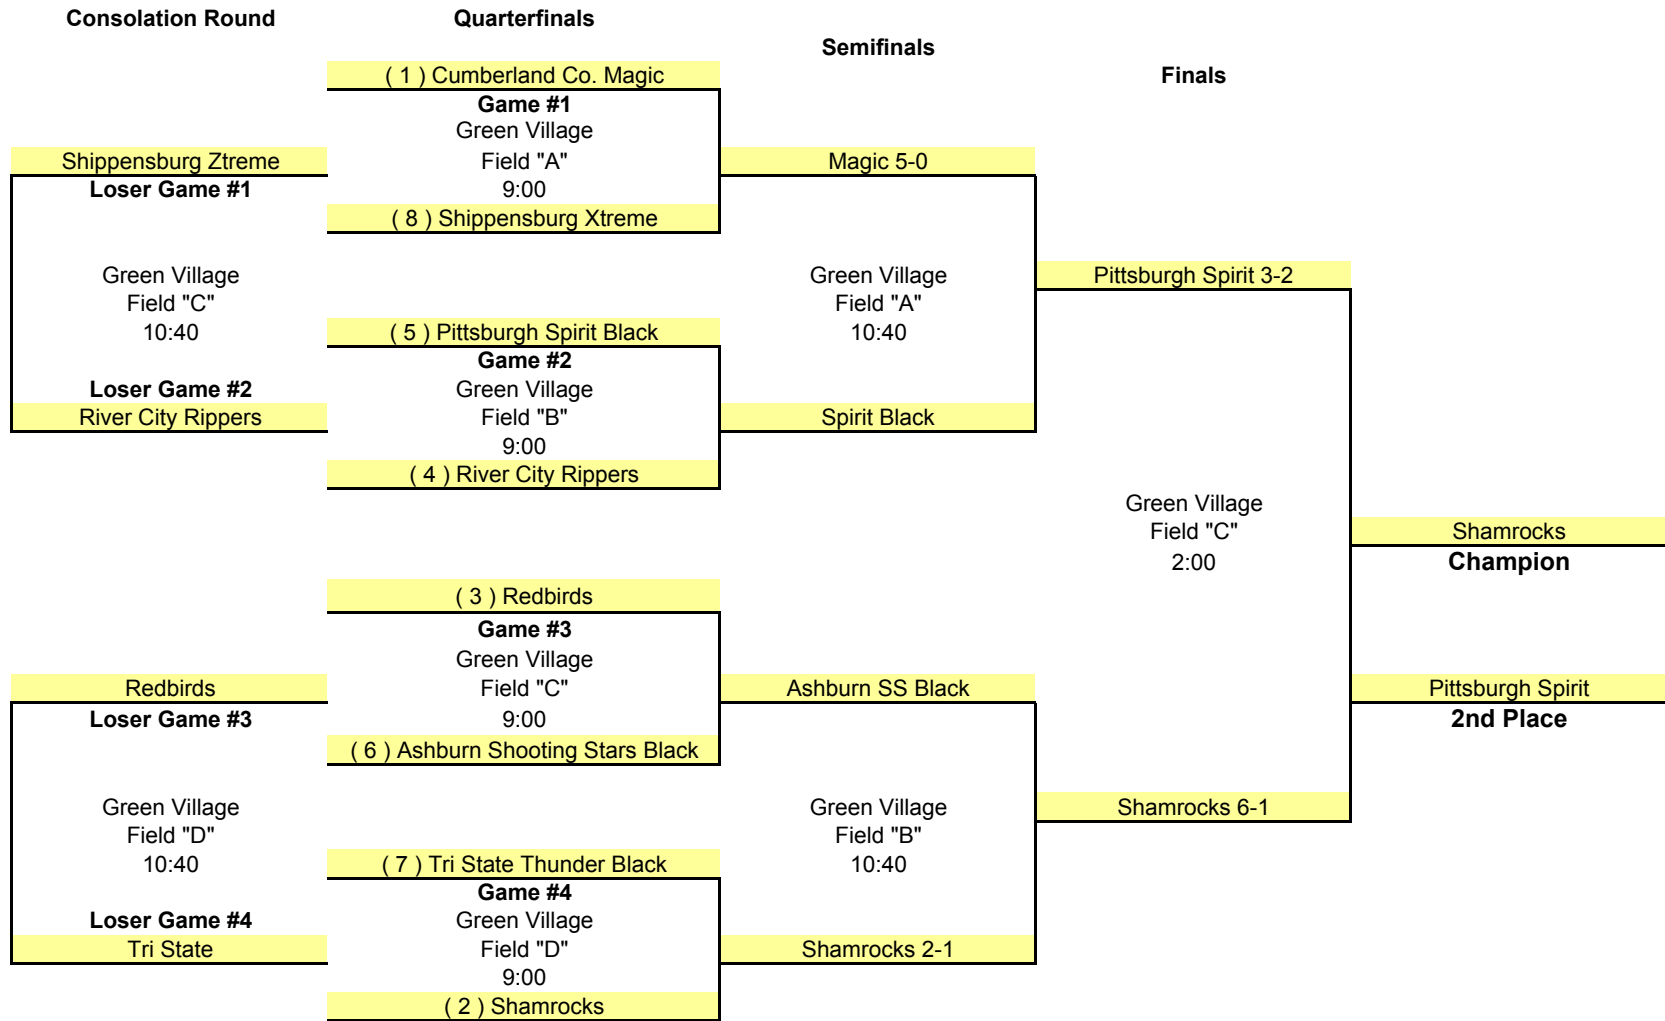 Consolation Round
Quarterfinals
Semifinals
Finals
( 1 ) Cumberland Co. Magic
Game #1
Green Village
Field "A"
9:00
( 8 ) Shippensburg Xtreme
Shippensburg Ztreme
Loser Game #1
Green Village
Field "C"
10:40
Loser Game #2
River City Rippers
( 5 ) Pittsburgh Spirit Black
Game #2
Green Village
Field "B"
9:00
( 4 ) River City Rippers
Magic 5-0
Green Village
Field "A"
10:40
Spirit Black
Pittsburgh Spirit 3-2
Green Village
Field "C"
2:00
Shamrocks
Champion
( 3 ) Redbirds
Game #3
Green Village
Field "C"
9:00
( 6 ) Ashburn Shooting Stars Black
Redbirds
Loser Game #3
Green Village
Field "D"
10:40
Loser Game #4
Tri State
( 7 ) Tri State Thunder Black
Game #4
Green Village
Field "D"
9:00
( 2 ) Shamrocks
Ashburn SS Black
Green Village
Field "B"
10:40
Shamrocks 2-1
Shamrocks 6-1
Pittsburgh Spirit
2nd Place